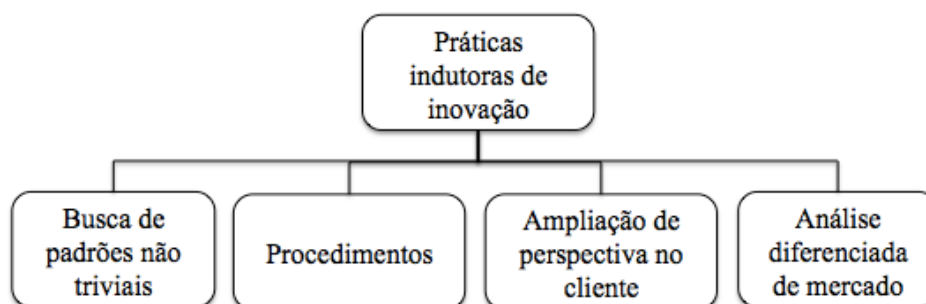 Práticas
indutoras de
inovação
Busca de
padrões não
triviais
Procedimentos
Ampliação de
perspectiva no
cliente
Análise
diferenciada
de mercado